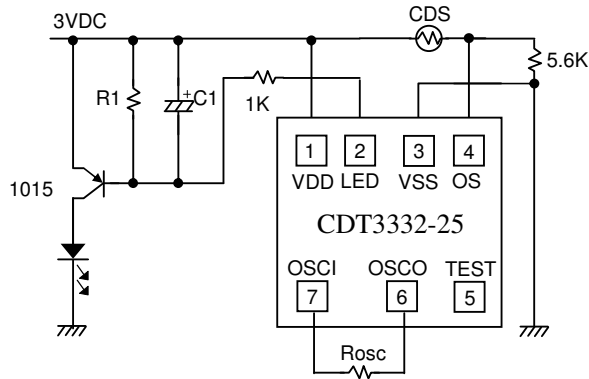 3VDC
CDS
5.6K
R1
+
C1
1K
1
2
3
4
VDD
LED
VSS
OS
1015
CDT3332-25
OSCI
OSCO
TEST
7
6
5
Rosc